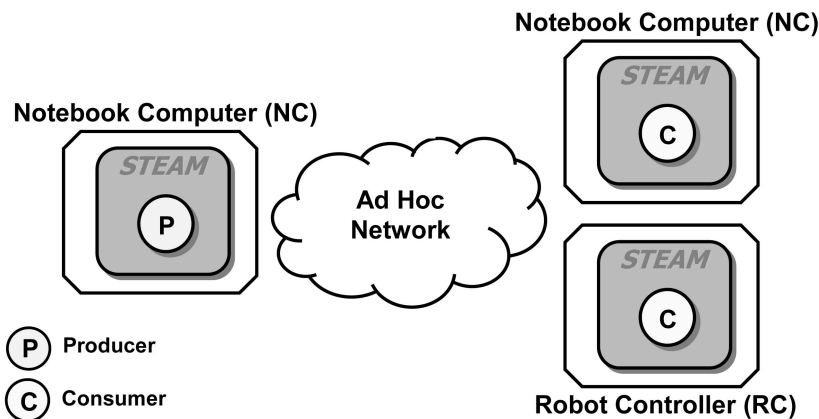 Notebook Computer (NC)
STEAM
C
Notebook Computer (NC)
STEAM
P
Ad Hoc
Network
STEAM
C
Robot Controller (RC)
P Producer
C Consumer